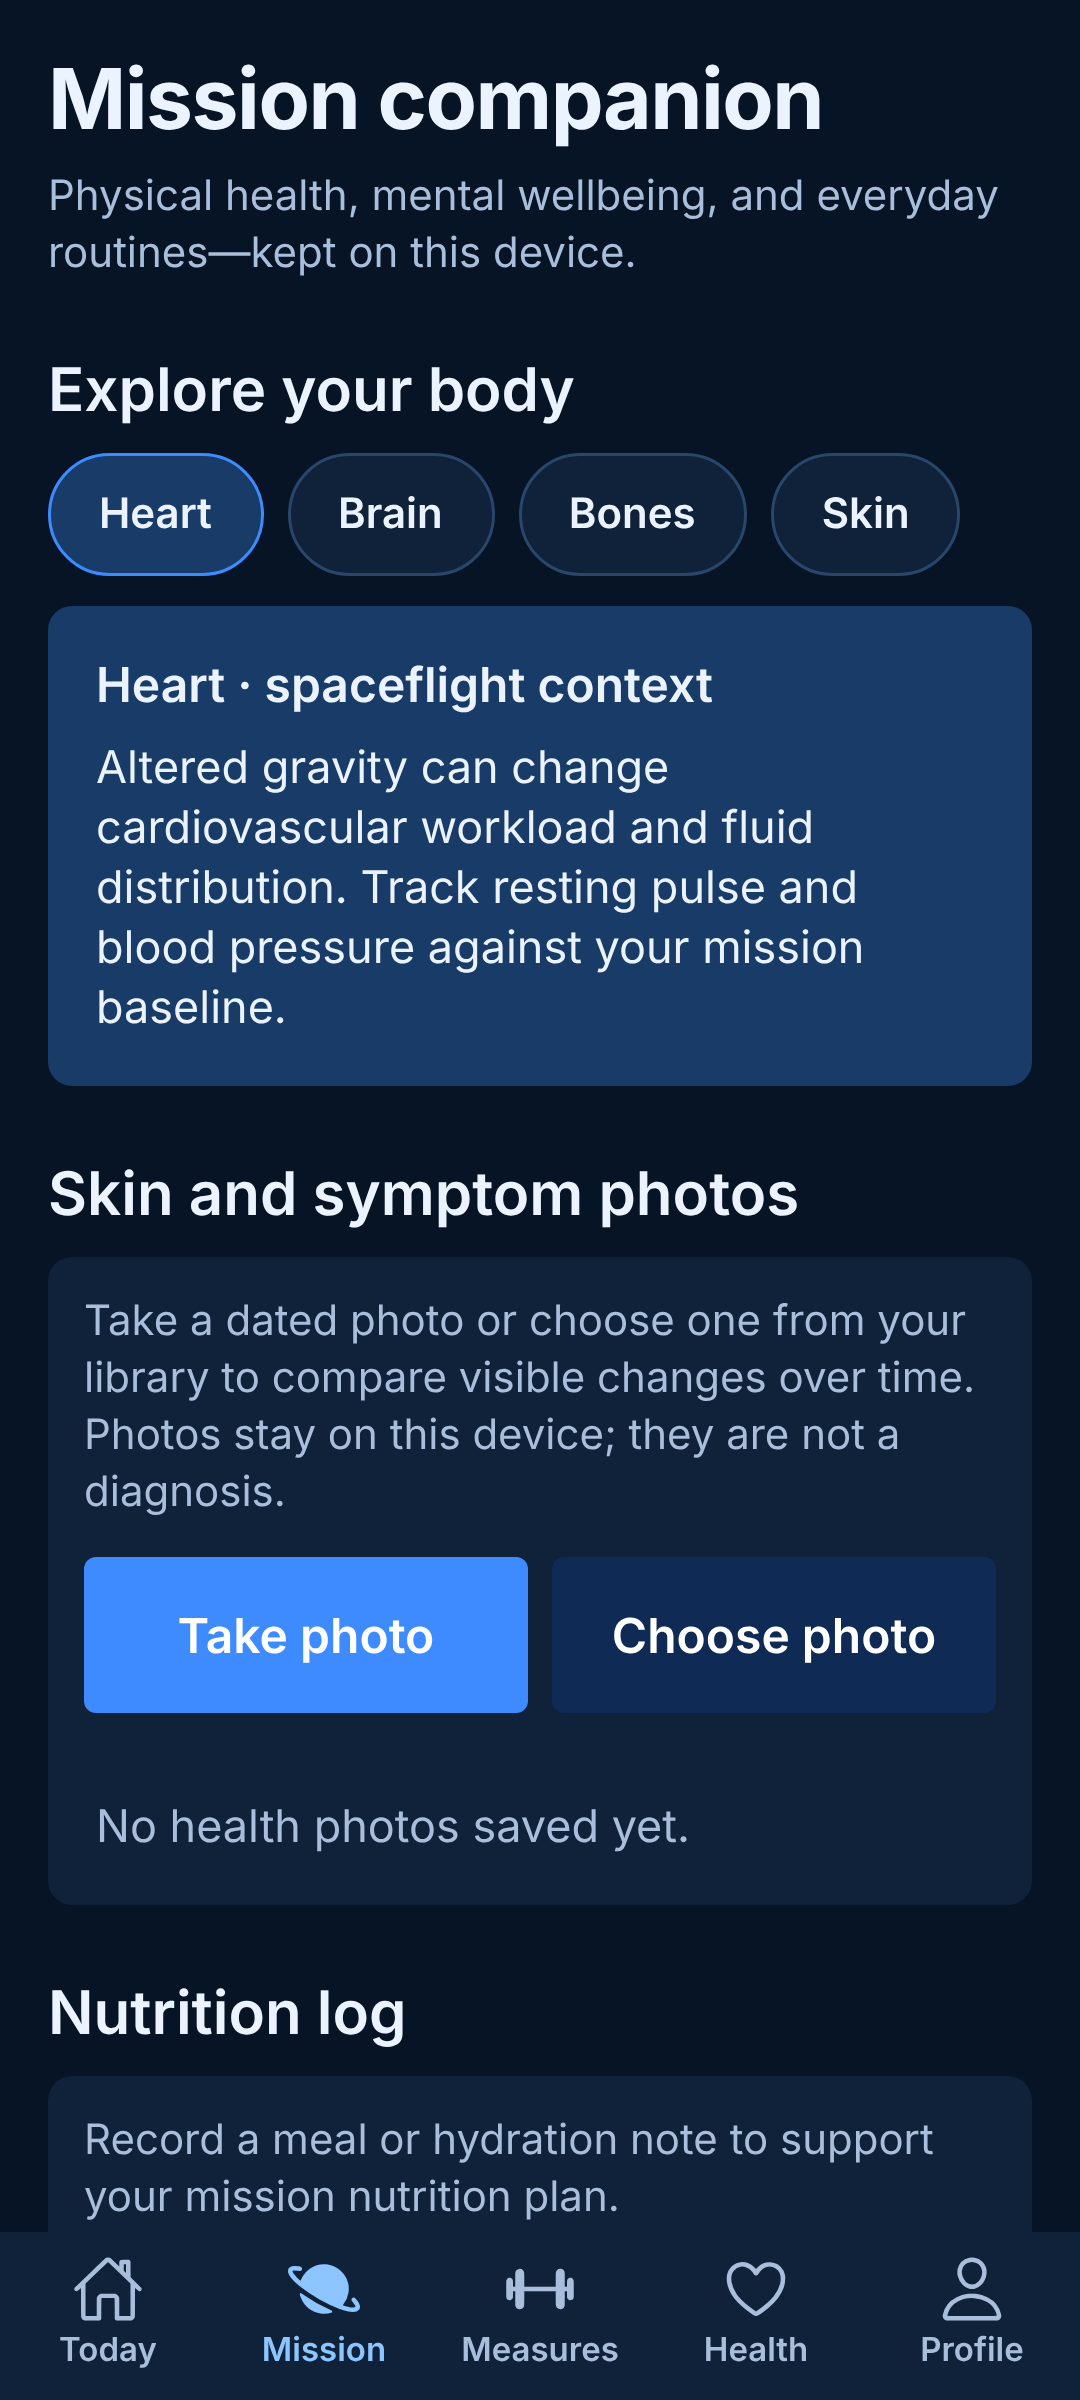 Mission companion
Physical health, mental wellbeing, and everyday
routines—kept on this device.
Explore your body
Heart
Brain
Bones
Skin
Heart · spaceflight context
Altered gravity can change
cardiovascular workload and fluid
distribution. Track resting pulse and
blood pressure against your mission
baseline.
Skin and symptom photos
Take a dated photo or choose one from your
library to compare visible changes over time.
Photos stay on this device; they are not a
diagnosis.
Take photo
Choose photo
No health photos saved yet.
Nutrition log
Record a meal or hydration note to support
your mission nutrition plan.
Today
Mission
Measures
Health
Profile